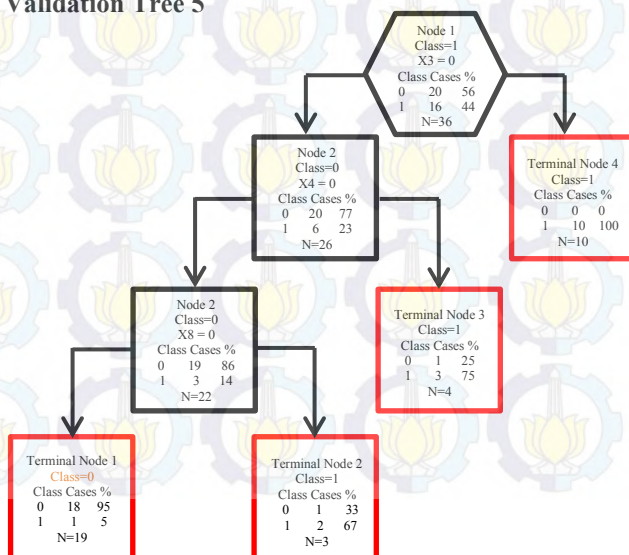 Validation Tree 5
Node 1
Class=1
X3 = 0
Class Cases %
0 20 56
1 16 44
N=36
Node 2
Class=0
X4 = 0
Class Cases %
0 20 77
1 6 23
N=26
Terminal Node 4
Class=1
Class Cases %
0 0 0
1 10 100
N=10
Node 2
Class=0
X8 = 0
Class Cases %
0 19 86
1 3 14
N=22
Terminal Node 3
Class=1
Class Cases %
0 1 25
1 3 75
N=4
Terminal Node 1
Class=0
Class Cases %
0 18 95
1 1 5
N=19
Terminal Node 2
Class=1
Class Cases %
0 1 33
1 2 67
N=3